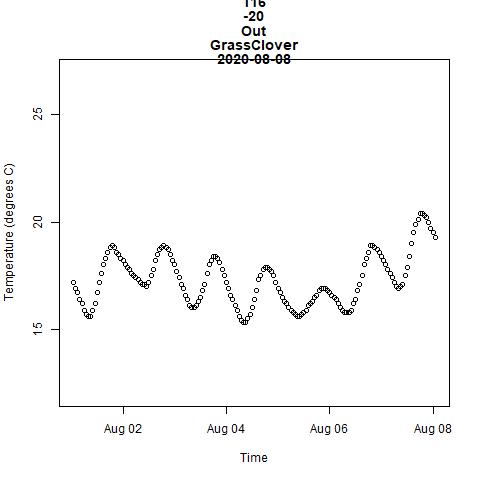 T16
-20
Out
GrassClover
2020-08-08
Temperature (degrees C)
25
20
15
Aug 02
Aug 04
Aug 06
Aug 08
Time